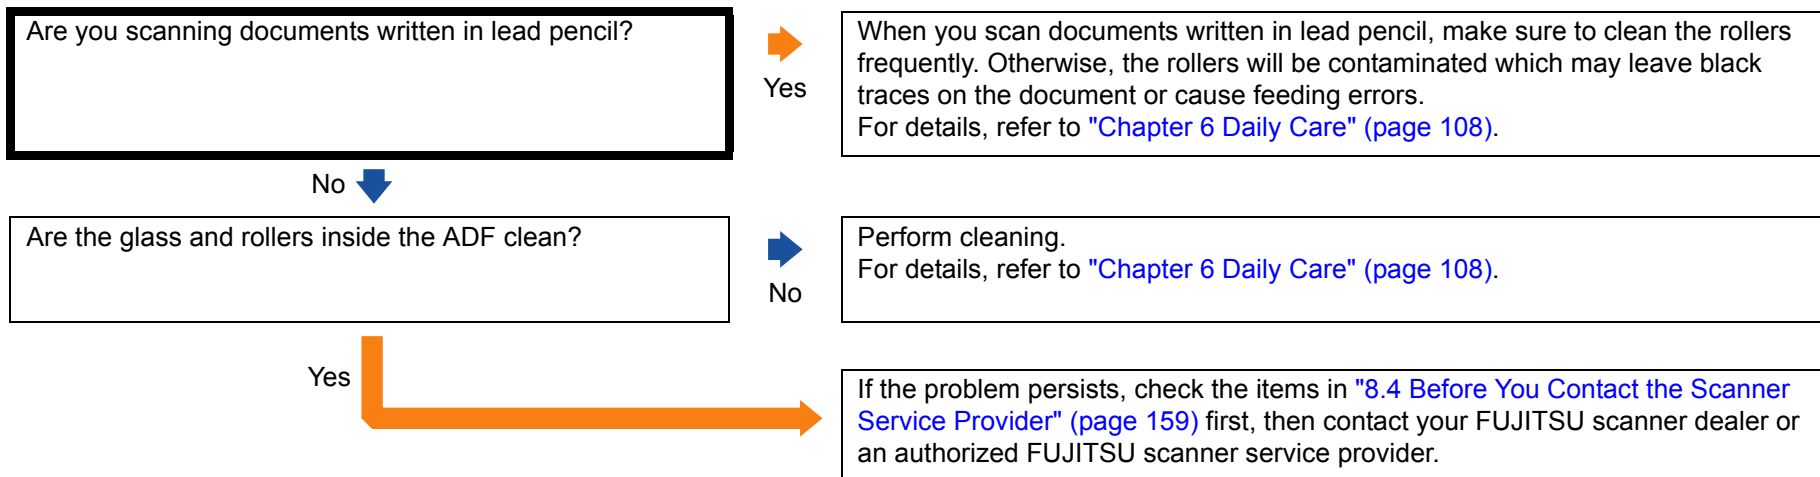 Are you scanning documents written in lead pencil?
Yes
When you scan documents written in lead pencil, make sure to clean the rollers
frequently. Otherwise, the rollers will be contaminated which may leave black
traces on the document or cause feeding errors.
For details, refer to "Chapter 6 Daily Care" (page 108).
No
Are the glass and rollers inside the ADF clean?
No
Perform cleaning.
For details, refer to "Chapter 6 Daily Care" (page 108).
Yes
If the problem persists, check the items in "8.4 Before You Contact the Scanner
Service Provider" (page 159) first, then contact your FUJITSU scanner dealer or
an authorized FUJITSU scanner service provider.